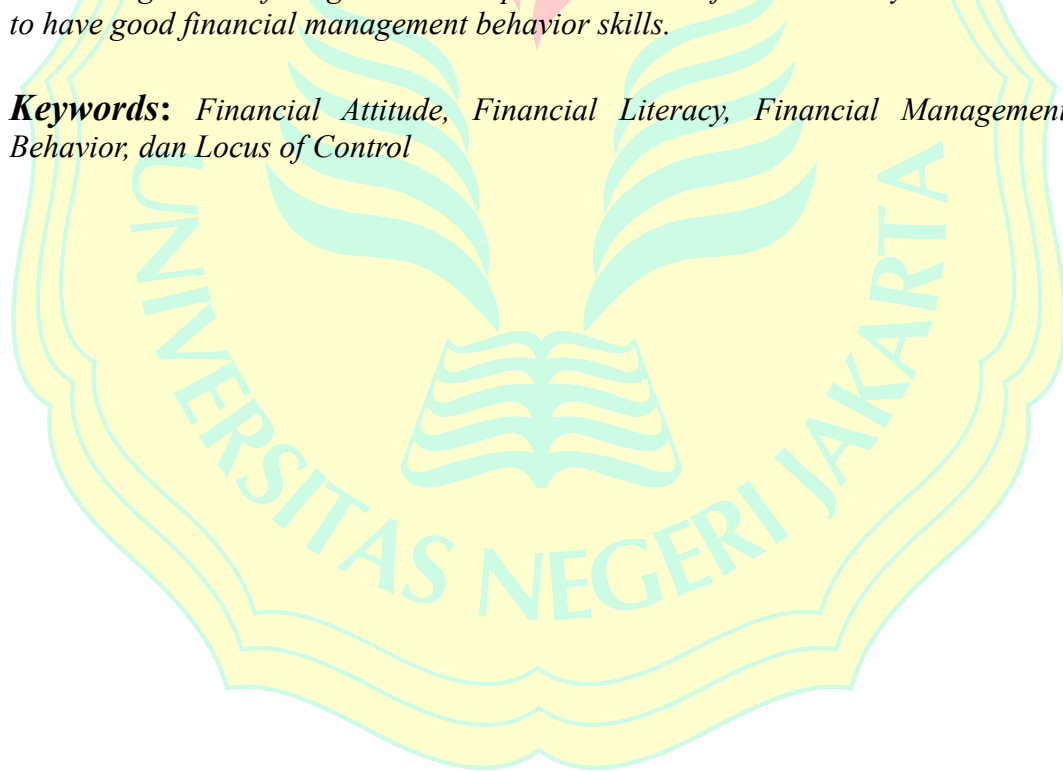 to have good financial management behavior skills.
Keywords: Financial Attitude, Financial Literacy, Financial Management
Behavior, dan Locus of Control
UNIVERSITAS NEGERI JAKARTA